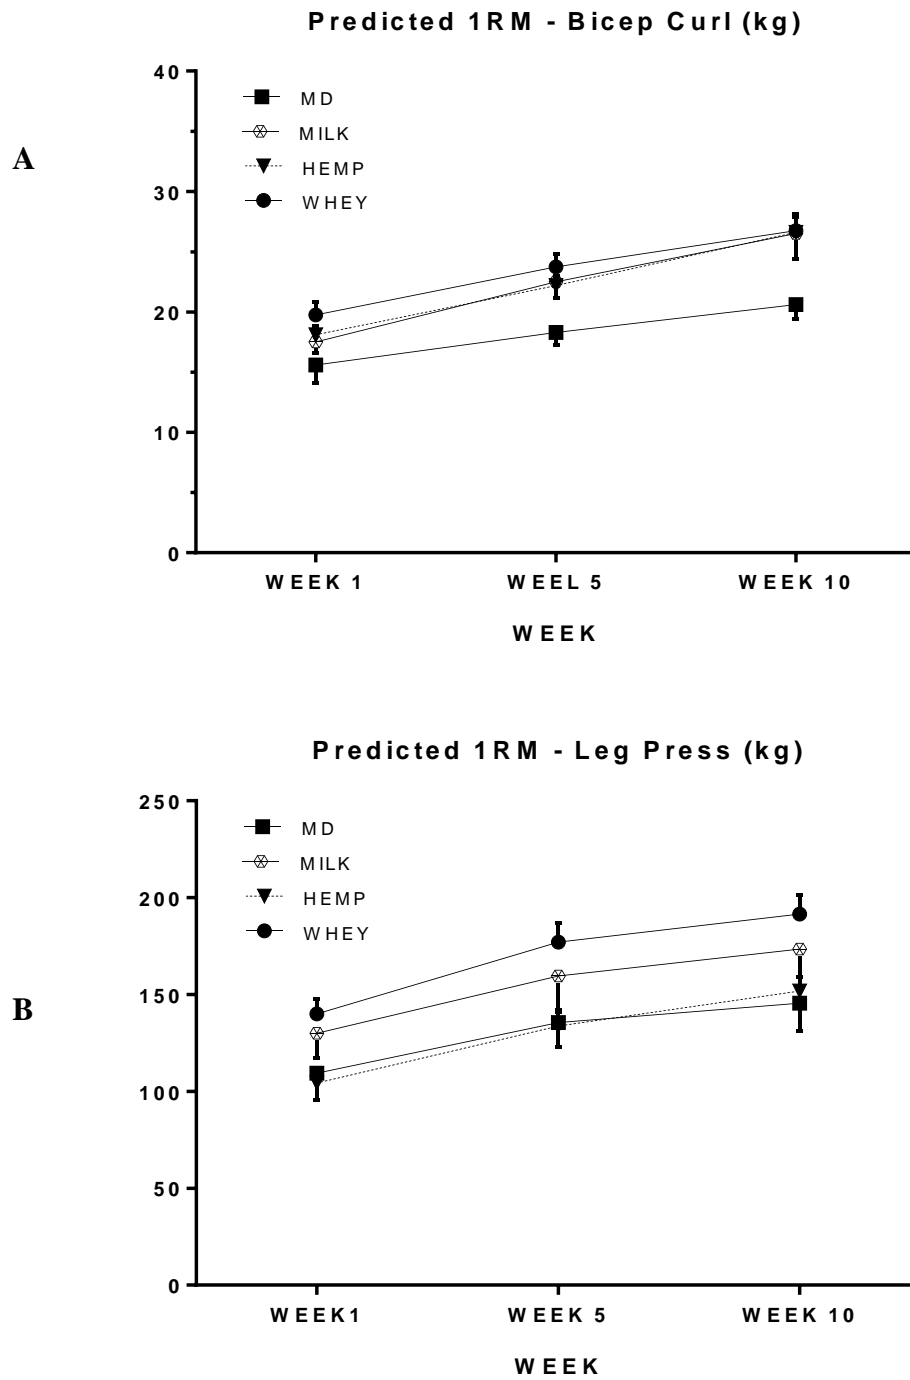 Predicted 1RM - Bicep Curl (kg)
40
MD
MILK
A
HEMP
30
WHEY
20
10
0
WEEK 1 WEEL 5 WEEK 10
WEEK
Predicted 1RM - Leg Press (kg)
250
MD
MILK
200
HEMP
WHEY
150
B
100
50
0
WEEK1 WEEK 5 WEEK 10
WEEK